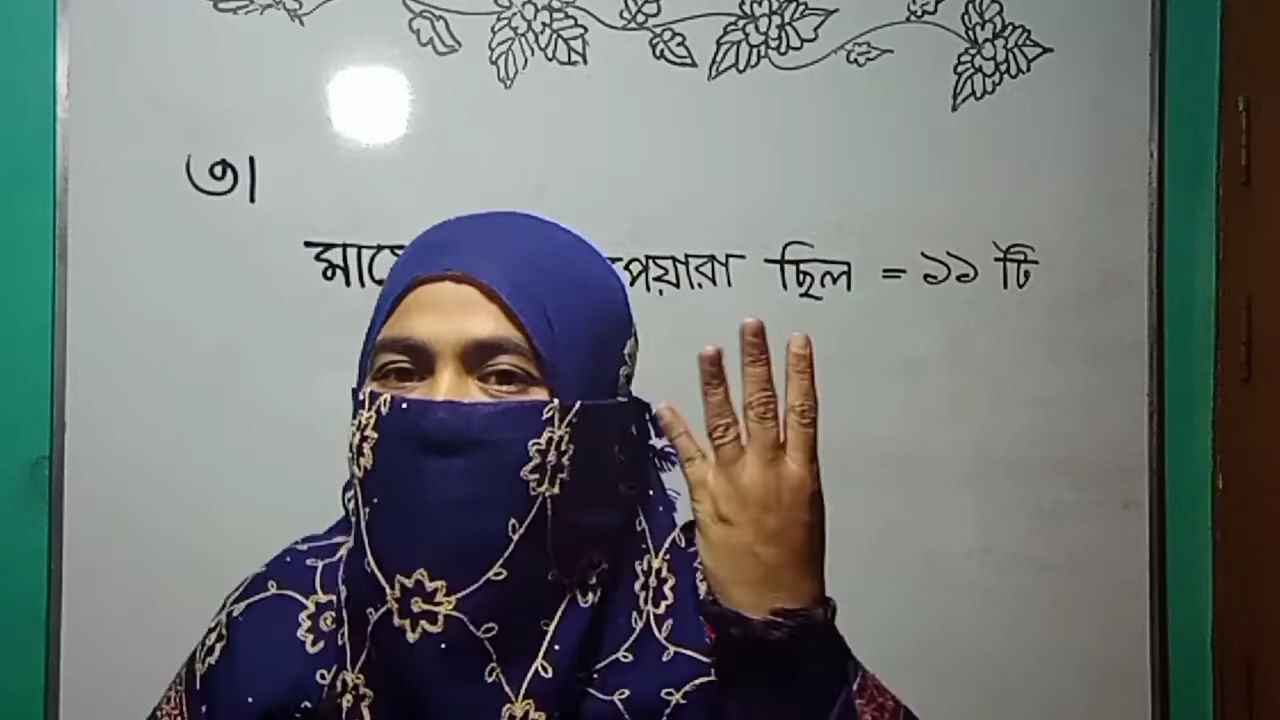 ৩।
পেয়ারা ছিল = ১১ টি